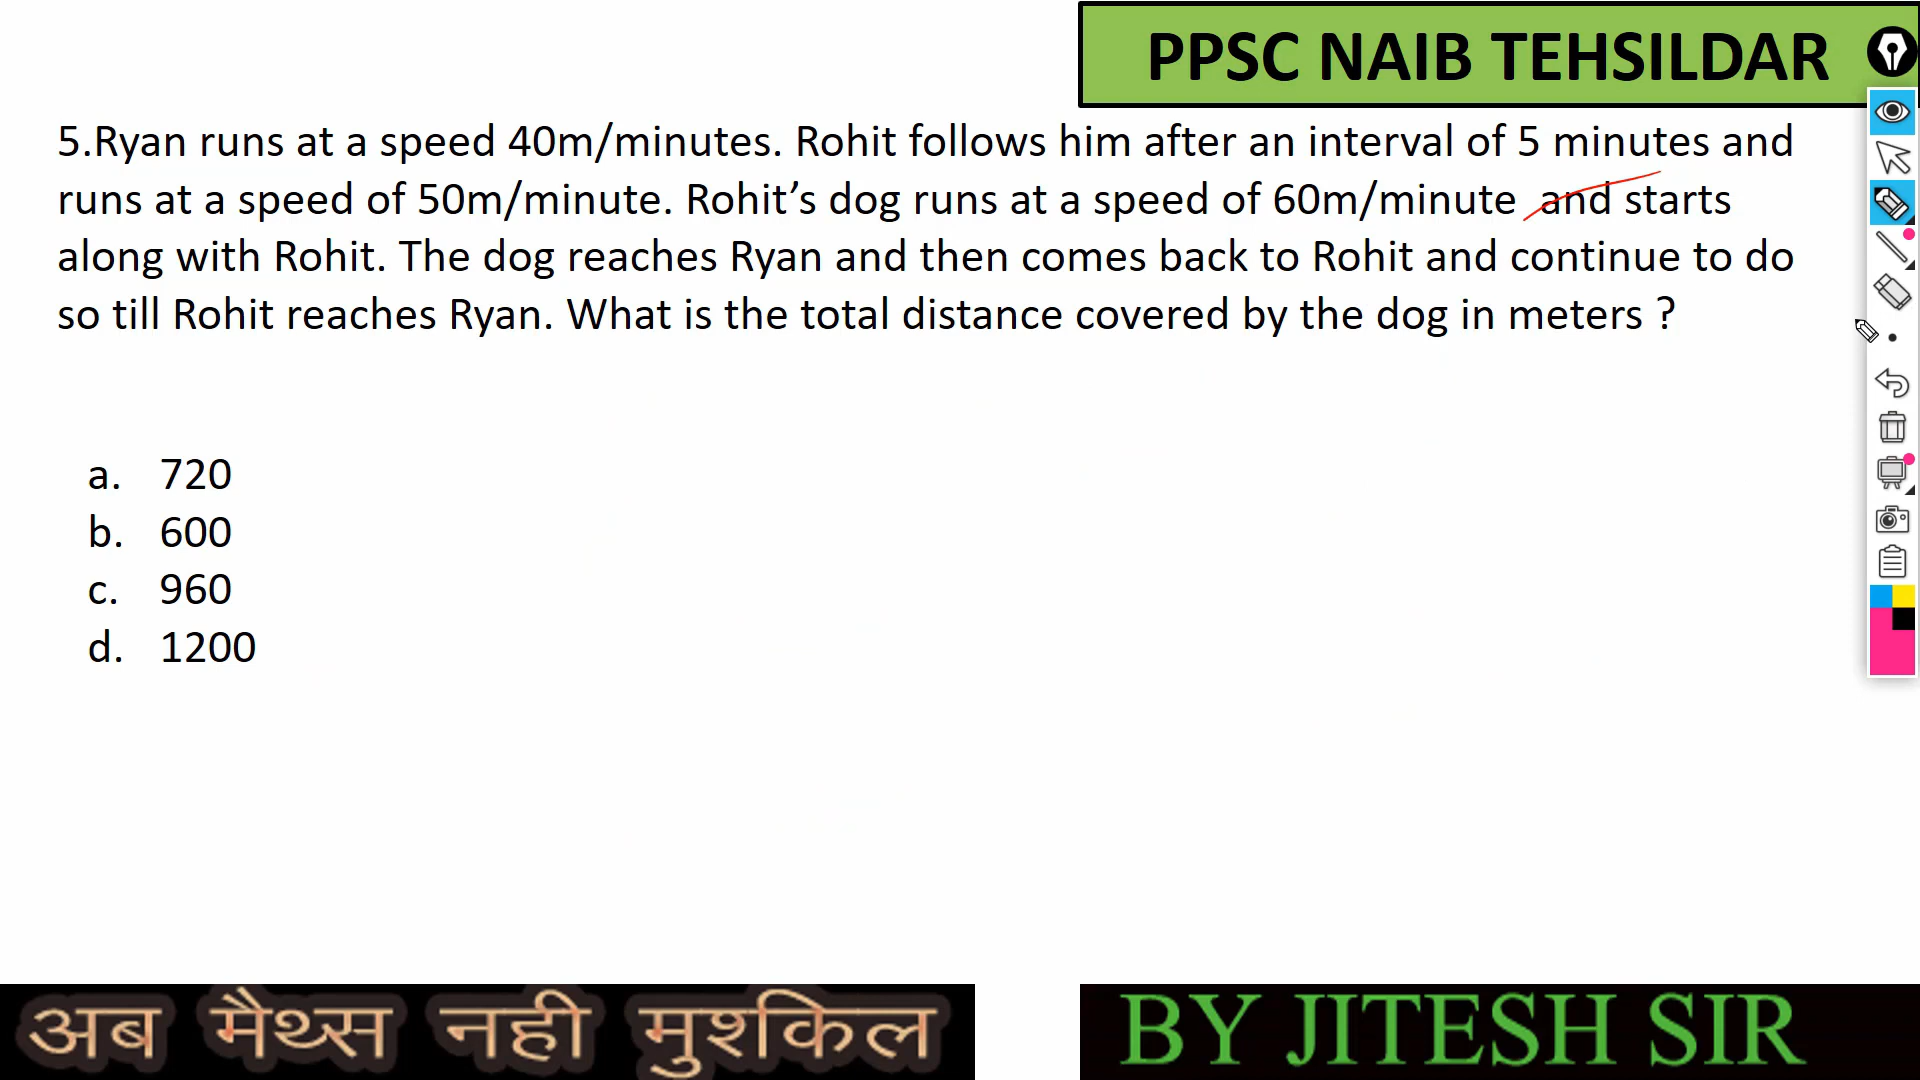 PPSC NAIB TEHSILDAR
5.Ryan runs at a speed 40m/minutes. Rohit follows him after an interval of 5 minutes and
runs at a speed of 50m/minute. Rohit’s dog runs at a speed of 60m/minute and starts
along with Rohit. The dog reaches Ryan and then comes back to Rohit and continue to do
so till Rohit reaches Ryan. What is the total distance covered by the dog in meters ?
a. 720
b. 600
c. 960
d. 1200
अब मैथ्स नही मुश्किल
BY JITESH SIR